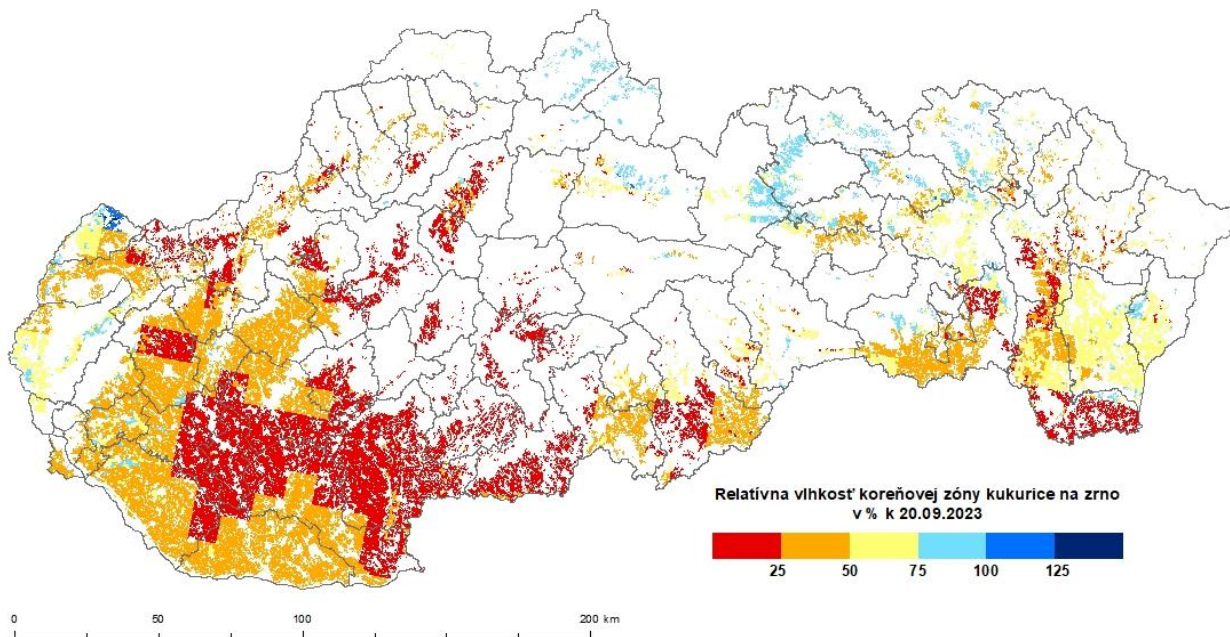 Relatívna vlhkosť koreňovej zóny kukurice na zrno
v % k 20.09.2023
25 50 75 100 125
0 50 100 200 km